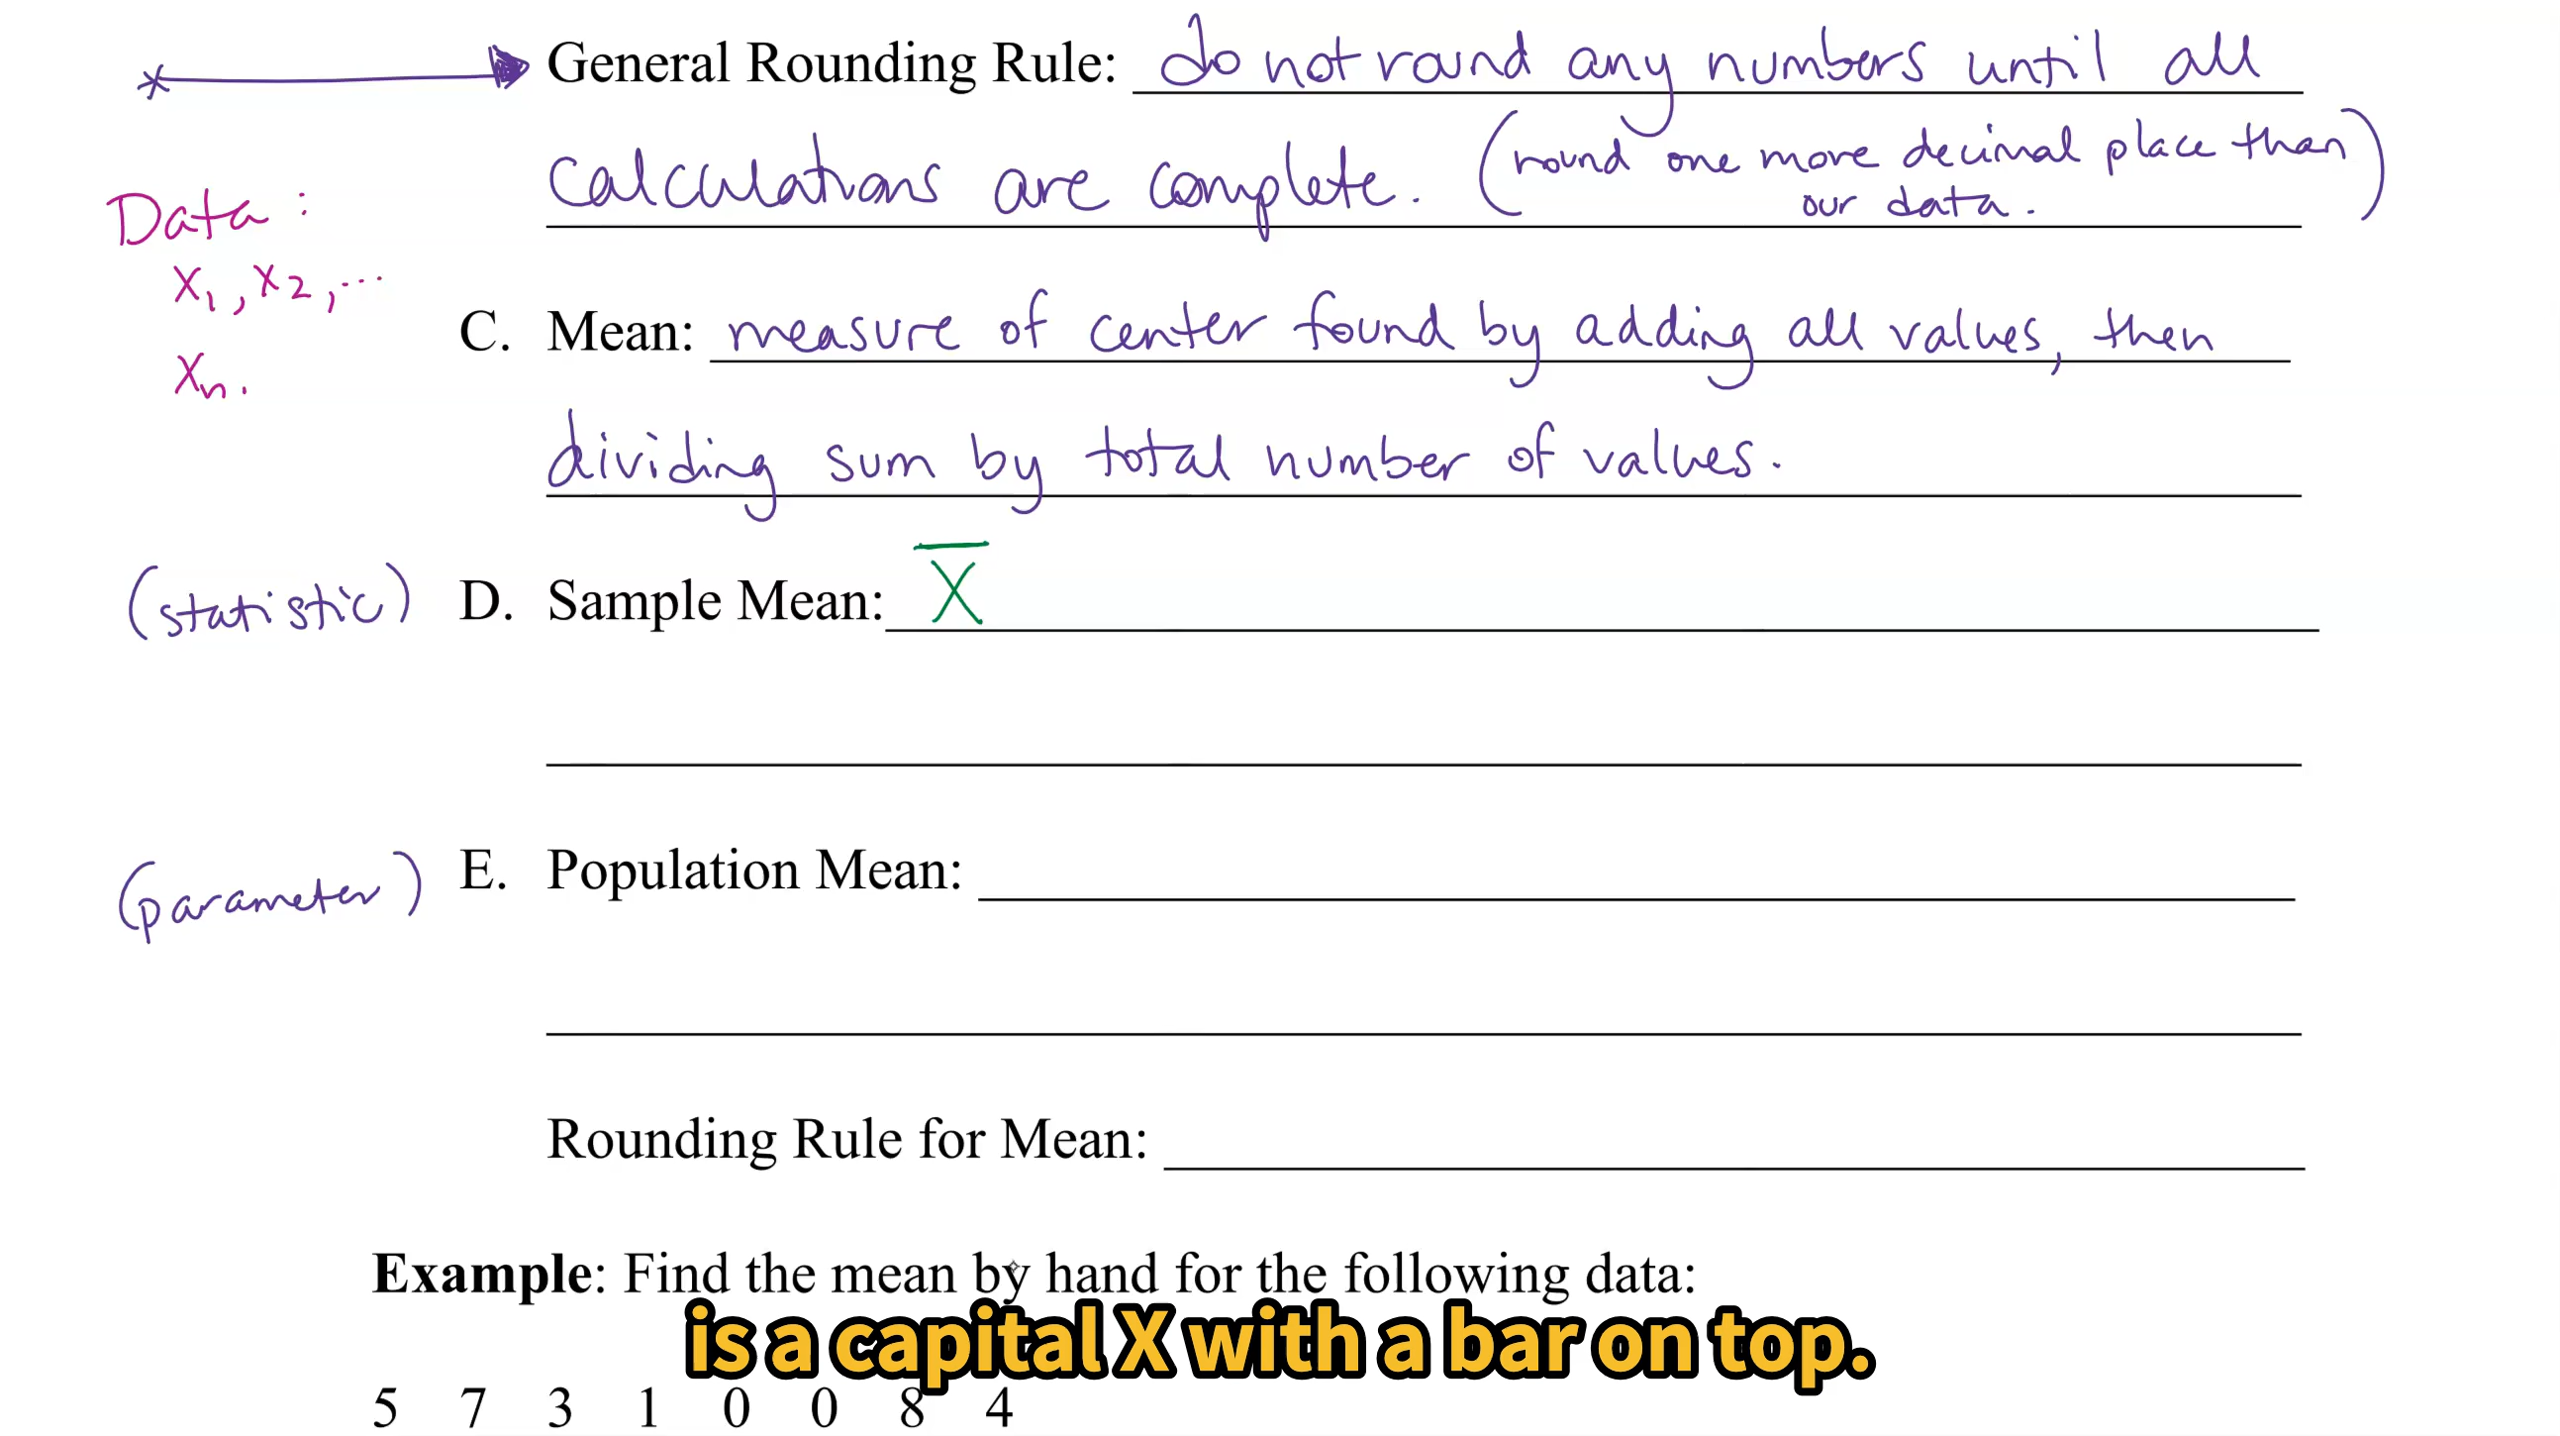 General Rounding Rule: do not round any numbers until all
calculations are complete. (round one more decimal place than
our data.)
Data:
x₁, x₂, ...
xₙ.
C. Mean: measure of center found by adding all values, then
dividing sum by total number of values.
(statistic) D. Sample Mean: X̅
(parameter) E. Population Mean:
Rounding Rule for Mean:
Example: Find the mean by hand for the following data:
is a capital X with a bar on top.
5 7 3 1 0 0 8 4